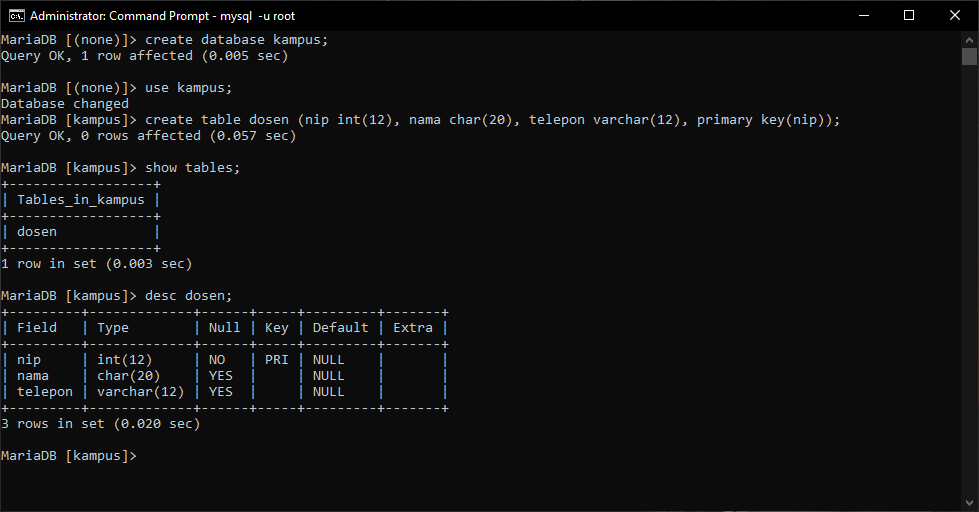 Administrator: Command Prompt - mysql  -u root
MariaDB [(none)]> create database kampus;
Query OK, 1 row affected (0.005 sec)
MariaDB [(none)]> use kampus;
Database changed
MariaDB [kampus]> create table dosen (nip int(12), nama char(20), telepon varchar(12), primary key(nip));
Query OK, 0 rows affected (0.057 sec)
MariaDB [kampus]> show tables;
+------------------+
| Tables_in_kampus |
+------------------+
| dosen            |
+------------------+
1 row in set (0.003 sec)
MariaDB [kampus]> desc dosen;
+---------+-------------+------+-----+---------+-------+
| Field   | Type        | Null | Key | Default | Extra |
+---------+-------------+------+-----+---------+-------+
| nip     | int(12)     | NO   | PRI | NULL    |       |
| nama    | char(20)    | YES  |     | NULL    |       |
| telepon | varchar(12) | YES  |     | NULL    |       |
+---------+-------------+------+-----+---------+-------+
3 rows in set (0.020 sec)
MariaDB [kampus]>